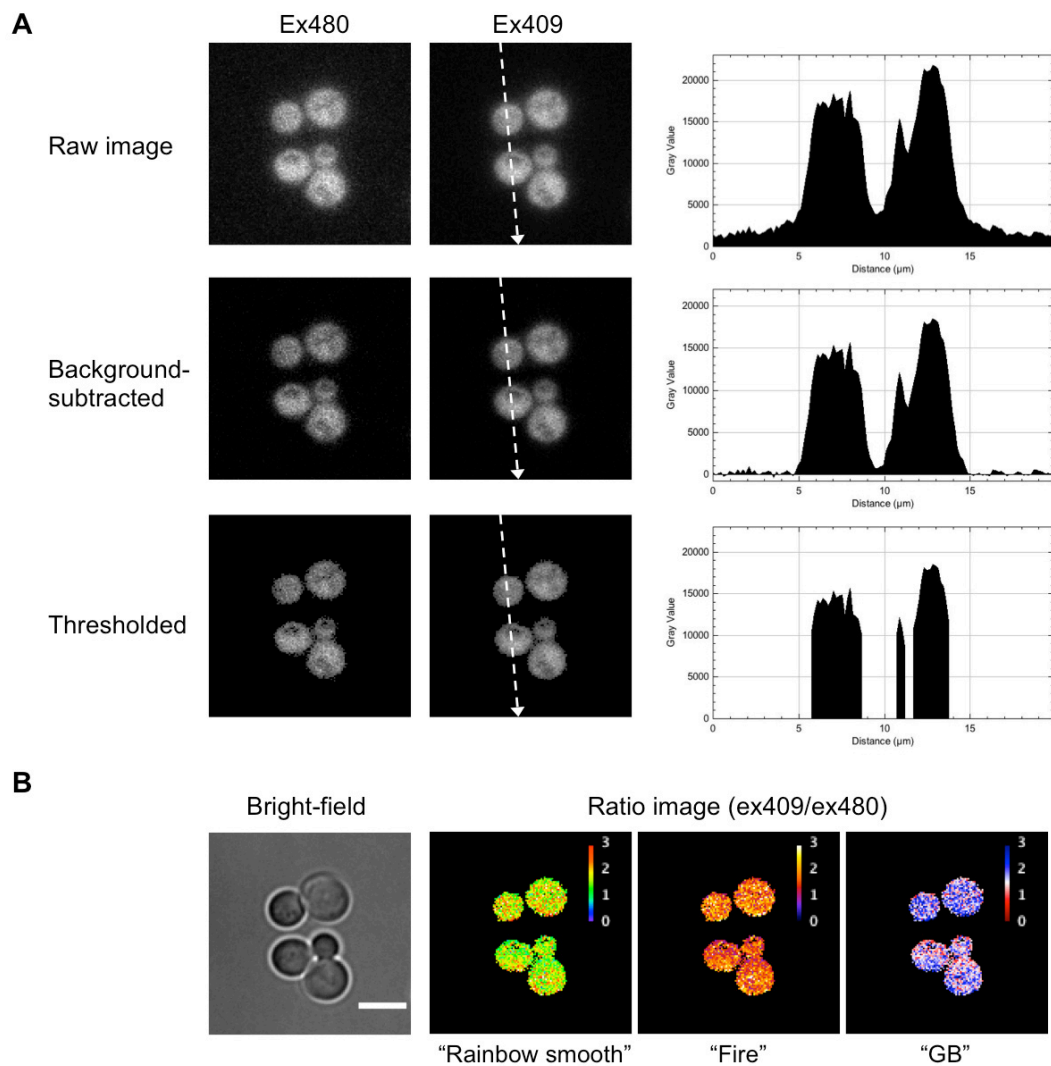 A
Ex480
Ex409
Raw image
20000
15000
10000
5000
0
Gray Value
0
5
10
15
Distance (µm)
Background-
subtracted
20000
15000
10000
5000
0
Gray Value
0
5
10
15
Distance (µm)
Thresholded
20000
15000
10000
5000
0
Gray Value
0
5
10
15
Distance (µm)
B
Bright-field
Ratio image (ex409/ex480)
3
2
1
0
3
2
1
0
3
2
1
0
“Rainbow smooth”
“Fire”
“GB”